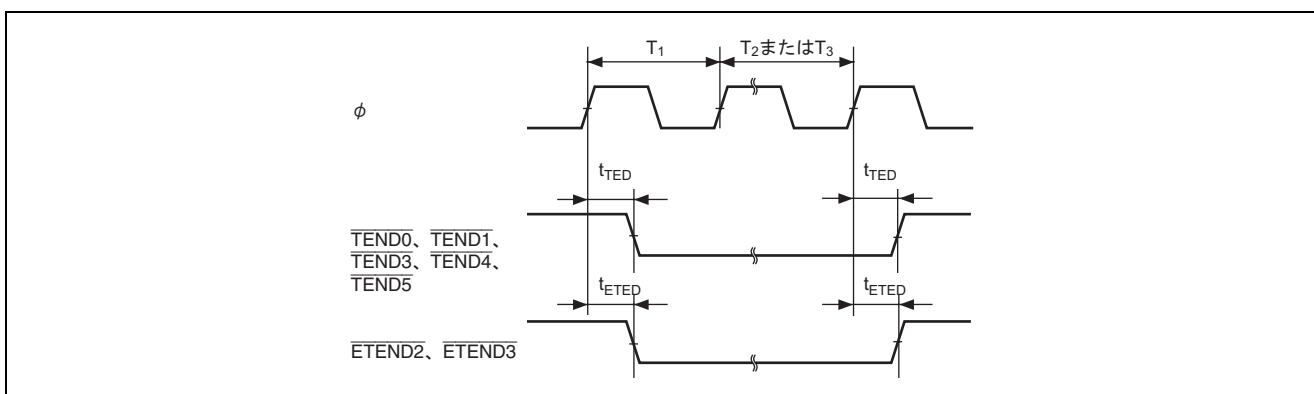 T1 T2またはT3
φ
tTED tTED
TEND0、TEND1、
TEND3、TEND4、
TEND5
tETED tETED
ETEND2、ETEND3